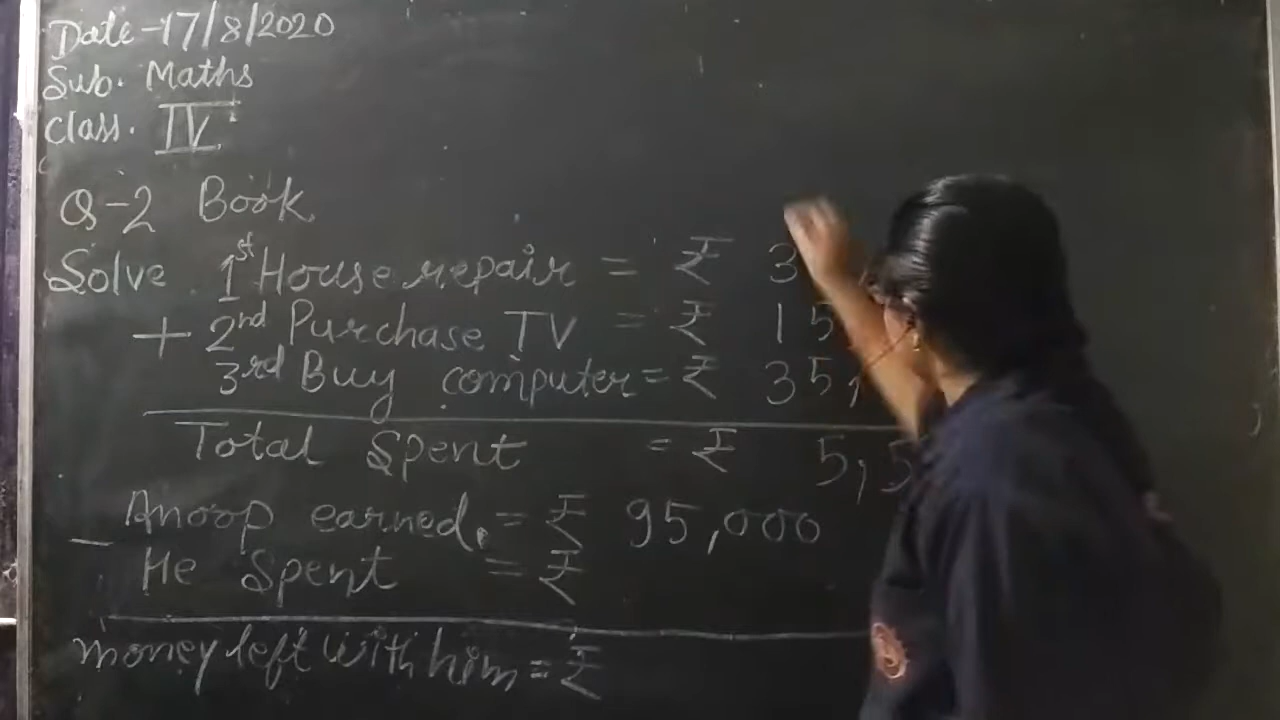 Date-17/8/2020
Sub. Maths
Class. IV
Q-2 Book
Solve 1st House repair = ₹ 3
+ 2nd Purchase TV = ₹ 15
3rd Buy computer = ₹ 35,
Total Spent = ₹ 5,5
Anoop earned. = ₹ 95,000
- He Spent = ₹
money left with him = ₹